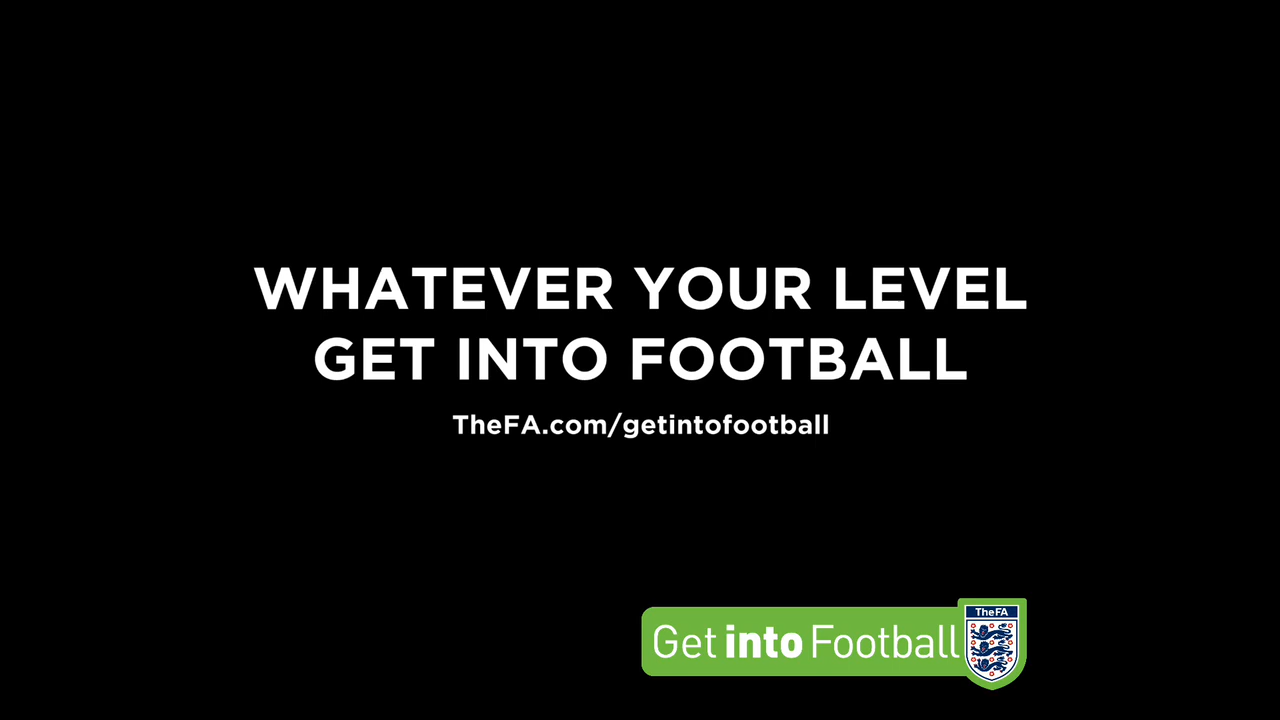 WHATEVER YOUR LEVEL
GET INTO FOOTBALL
TheFA.com/getintofootball
TheFA
Get into Football